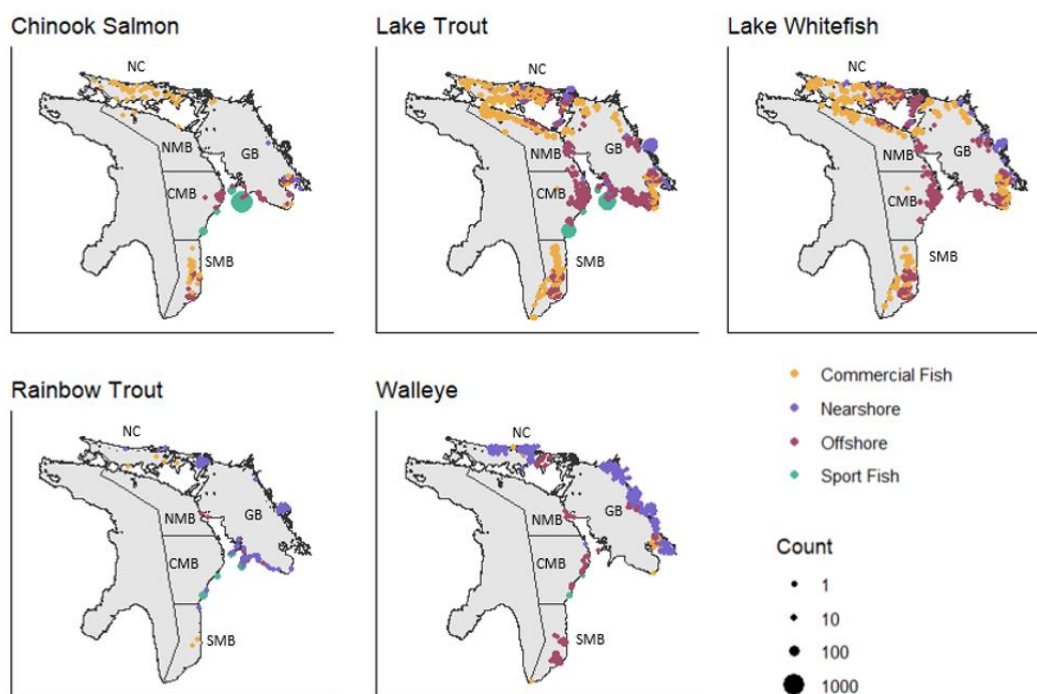 Chinook Salmon
NC
NMB
GB
CMB
SMB
Lake Trout
NC
NMB
GB
CMB
SMB
Lake Whitefish
NC
NMB
GB
CMB
SMB
Rainbow Trout
NC
NMB
GB
CMB
SMB
Walleye
NC
NMB
GB
CMB
SMB
Commercial Fish
Nearshore
Offshore
Sport Fish
Count
1
10
100
1000